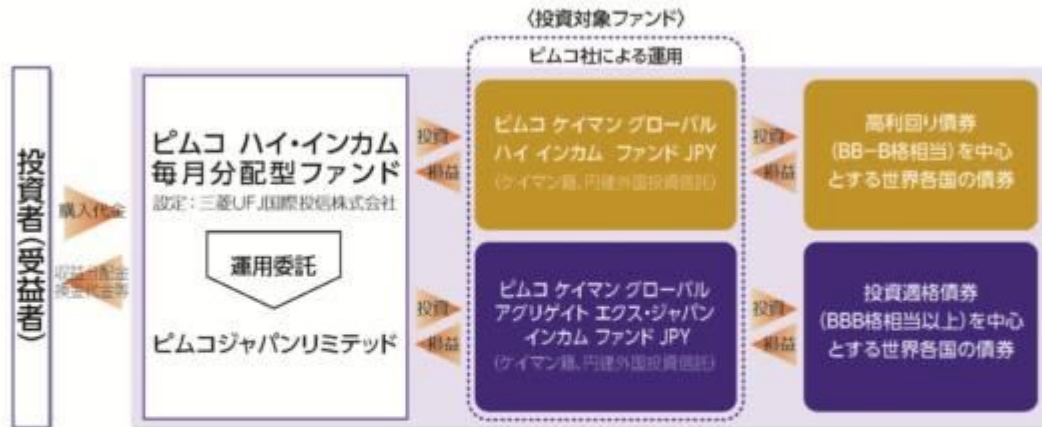 〈投資対象ファンド〉
ピムコ社による運用
投資者(受益者)
購入代金
収益分配金
換金代金等
ピムコ ハイ・インカム
毎月分配型ファンド
設定:三菱UFJ国際投信株式会社
運用委託
ピムコジャパンリミテッド
投資
損益
投資
損益
ピムコ ケイマン グローバル
ハイ インカム ファンド JPY
(ケイマン籍、円建外国投資信託)
ピムコ ケイマン グローバル
アグリゲイト エクス・ジャパン
インカム ファンド JPY
(ケイマン籍、円建外国投資信託)
投資
損益
投資
損益
高利回り債券
(BB-B格相当)を中心
とする世界各国の債券
投資適格債券
(BBB格相当以上)を中心
とする世界各国の債券